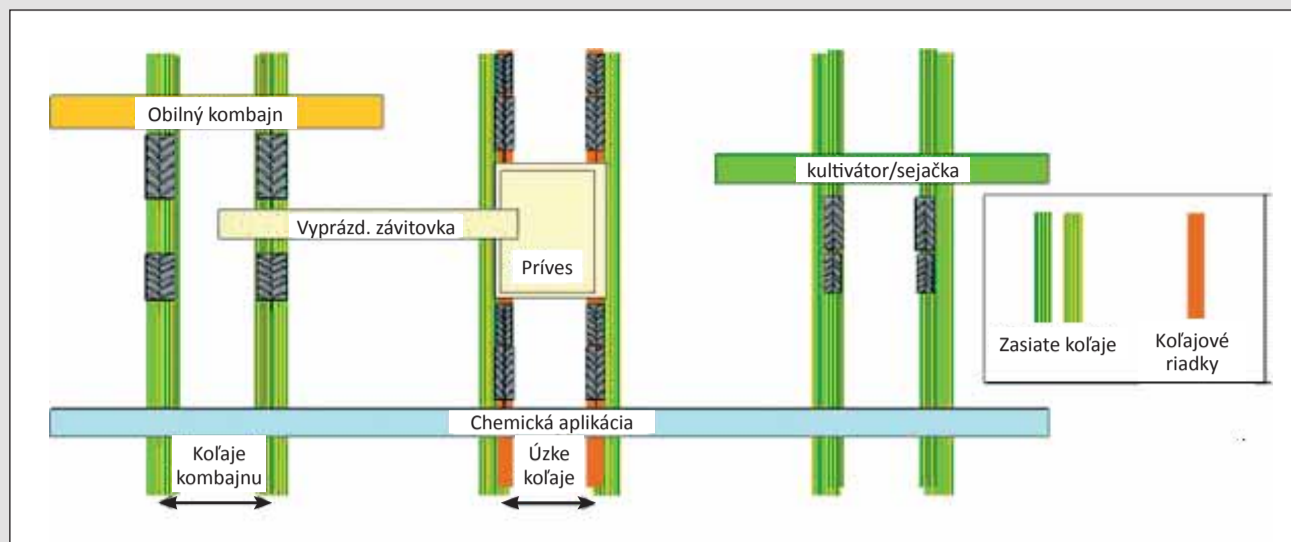 Obilný kombajn
kultivátor/sejačka
Vyprázd. závitovka
Príves
Zasiate koľaje
Koľajové
riadky
Chemická aplikácia
Koľaje
kombajnu
Úzke
koľaje